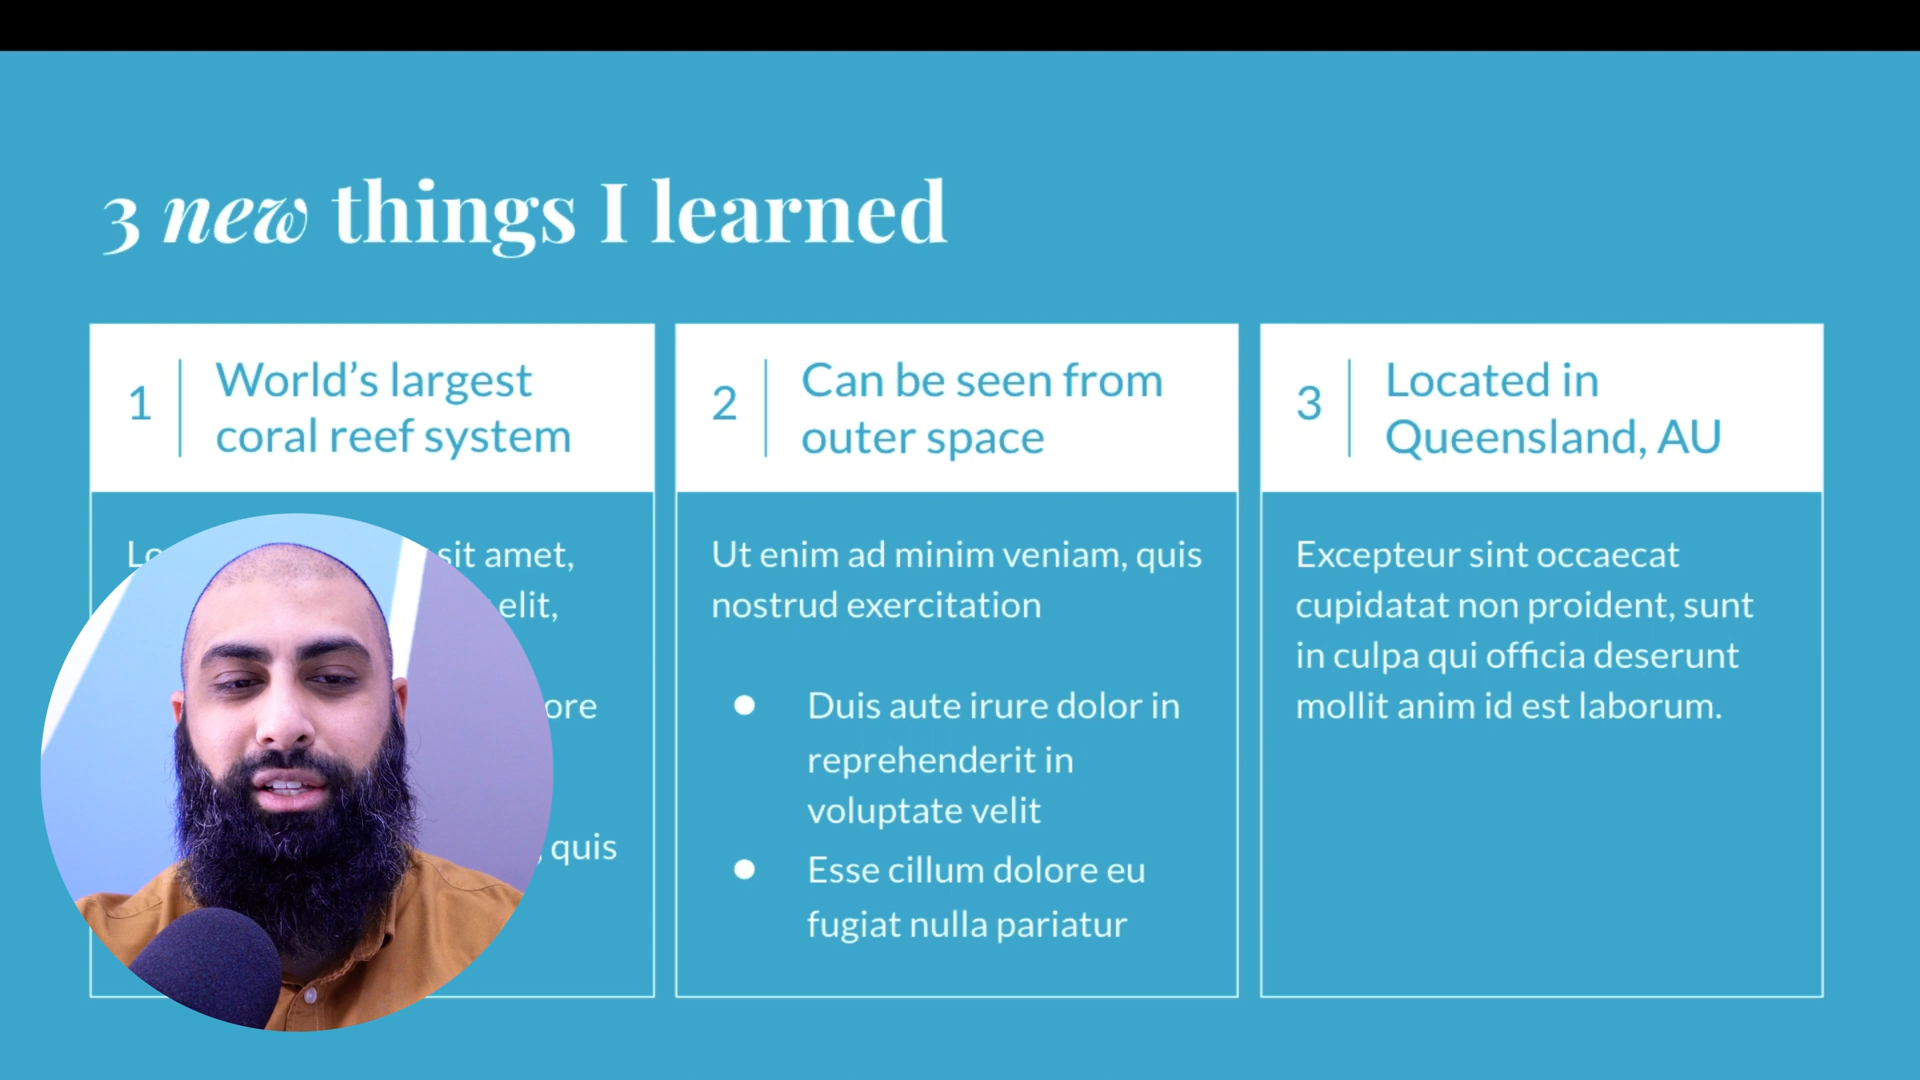 3 new things I learned
1
World’s largest
coral reef system
sit amet,
elit,
quis
2
Can be seen from
outer space
Ut enim ad minim veniam, quis
nostrud exercitation
● Duis aute irure dolor in
reprehenderit in
voluptate velit
● Esse cillum dolore eu
fugiat nulla pariatur
3
Located in
Queensland, AU
Excepteur sint occaecat
cupidatat non proident, sunt
in culpa qui officia deserunt
mollit anim id est laborum.